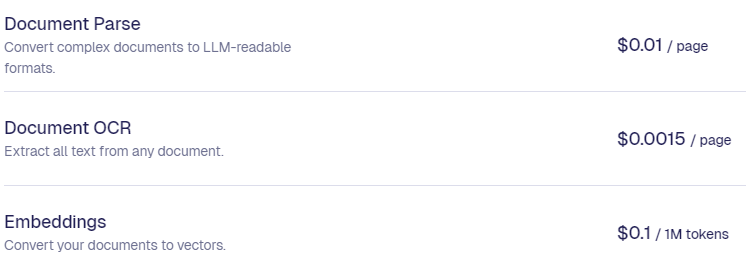 Document Parse
Convert complex documents to LLM-readable
formats.
$0.01 / page
Document OCR
Extract all text from any document.
$0.0015 / page
Embeddings
Convert your documents to vectors.
$0.1 / 1M tokens